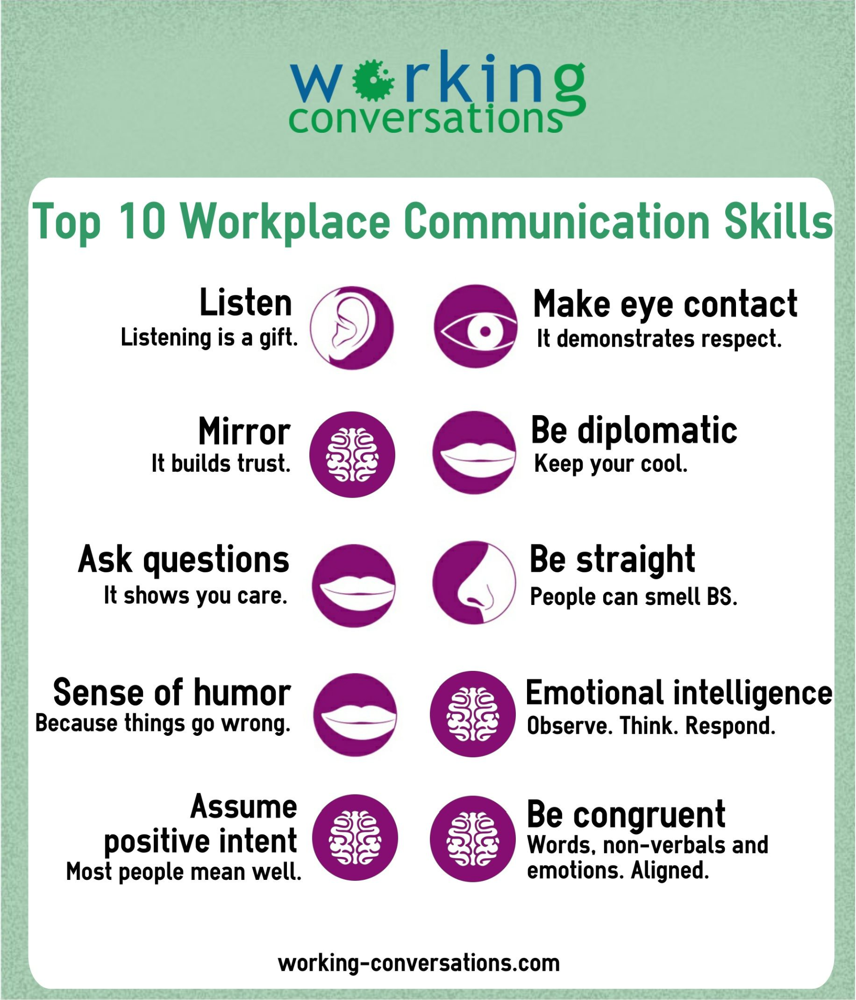 working
conversations
Top 10 Workplace Communication Skills
Listen
Listening is a gift.
Make eye contact
It demonstrates respect.
Mirror
It builds trust.
Be diplomatic
Keep your cool.
Ask questions
It shows you care.
Be straight
People can smell BS.
Sense of humor
Because things go wrong.
Emotional intelligence
Observe. Think. Respond.
Assume
positive intent
Most people mean well.
Be congruent
Words, non-verbals and
emotions. Aligned.
working-conversations.com